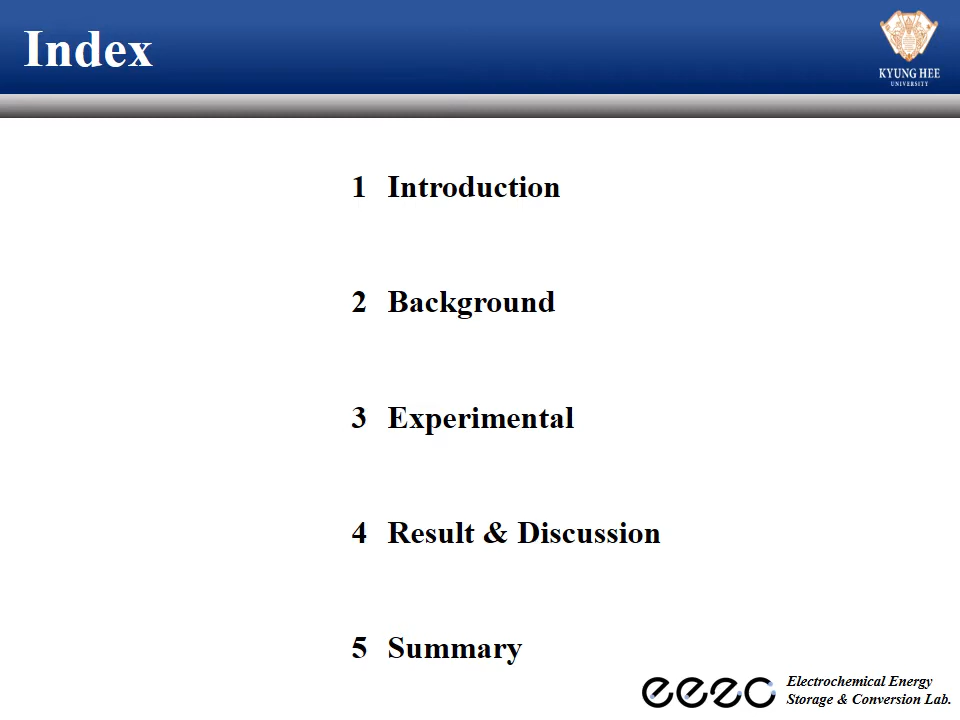 Index
KYUNG HEE
UNIVERSITY
1 Introduction
2 Background
3 Experimental
4 Result & Discussion
5 Summary
eesc
Electrochemical Energy
Storage & Conversion Lab.